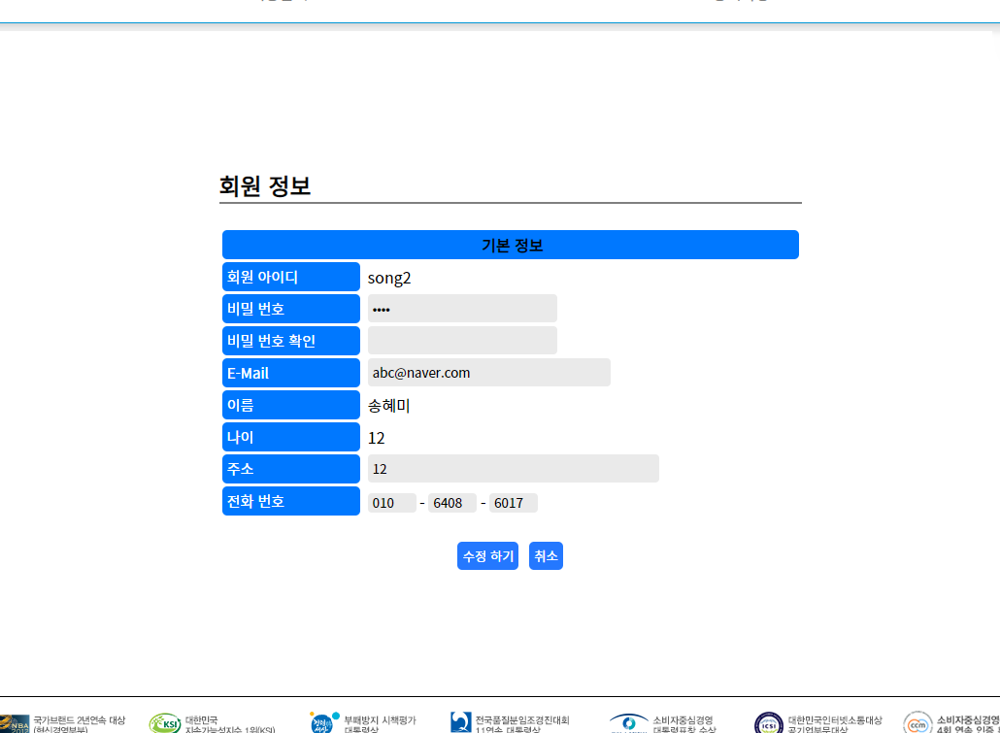 회원 정보
기본 정보
회원 아이디 song2
비밀 번호 ••••
비밀 번호 확인
E-Mail abc@naver.com
이름 송혜미
나이 12
주소 12
전화 번호 010 - 6408 - 6017
수정 하기 취소
국가브랜드 2년연속 대상
(혁신경영부분)
KSI
대한민국
지속가능성지수 1위(KSI)
부패방지 시책평가
대통령상
전국품질분임조경진대회
11연속 대통령상
소비자중심경영
대통령표창 수상
ICSI
대한민국인터넷소통대상
공기업부문대상
ccm
소비자중심경영
4회 연속 인증